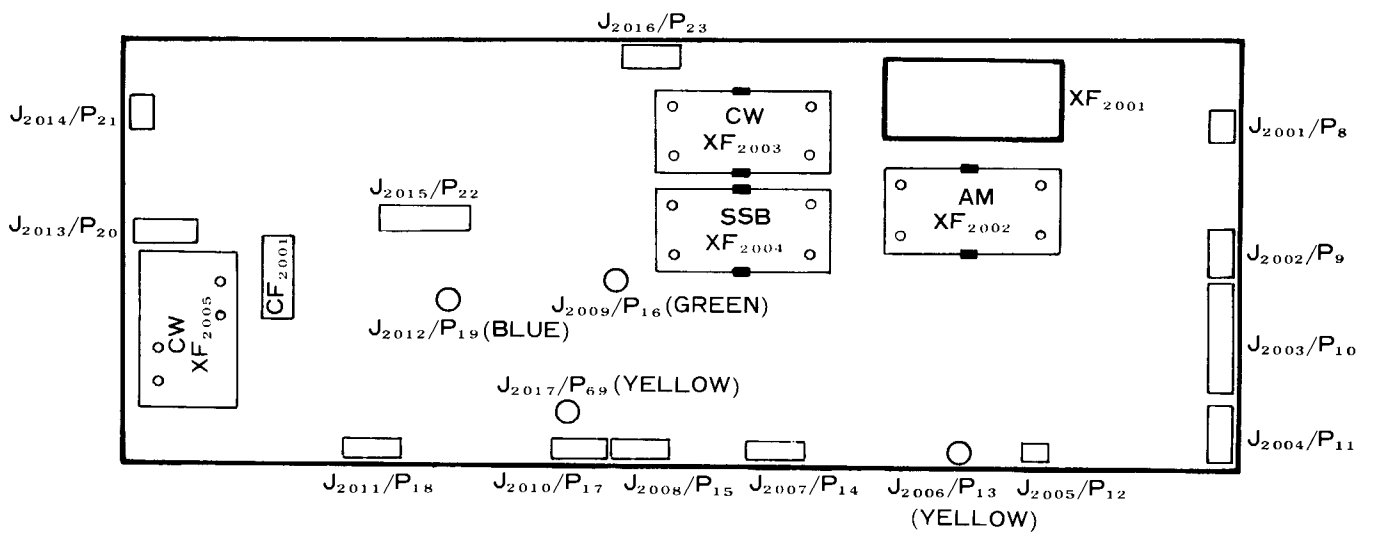 J2016/P23
XF2001
J2014/P21
J2001/P8
CW
XF2003
J2015/P22
AM
XF2002
SSB
XF2004
J2013/P20
J2002/P9
CF2001
CW
XF2005
J2009/P16 (GREEN)
J2012/P19 (BLUE)
J2003/P10
J2017/P69 (YELLOW)
J2004/P11
J2011/P18
J2010/P17
J2008/P15
J2007/P14
J2006/P13
(YELLOW)
J2005/P12